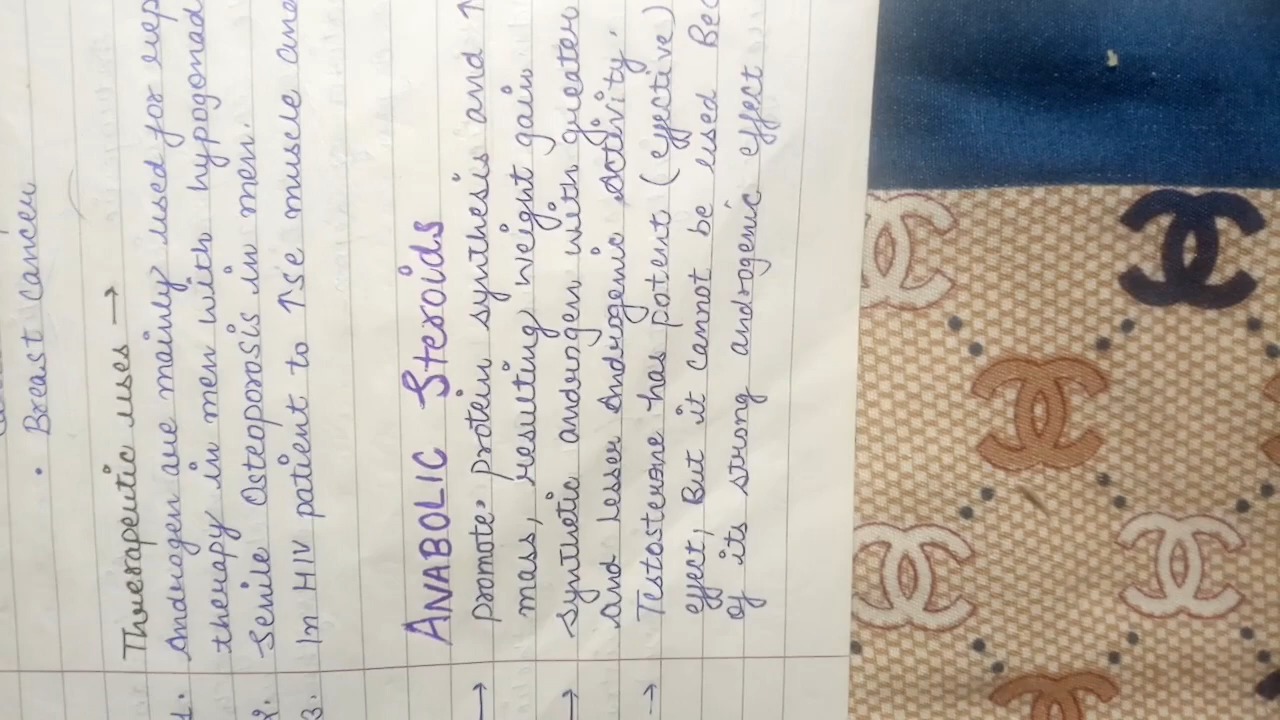 • Breast Cancer
Therapeutic uses →
1. Androgen are mainly used for rep
therapy in men with hypogonad
2. Senile Osteoporosis in men.
3. In HIV patient to ↑se muscle and
ANABOLIC Steroids
→ promotes protein synthesis and ↑
mass, resulting weight gain
→ synthetic androgen with greater
and lesser Androgenic Activity.
→ Testosterone has potent (effective)
effect, But it cannot be used Bec
of its strong androgenic effect